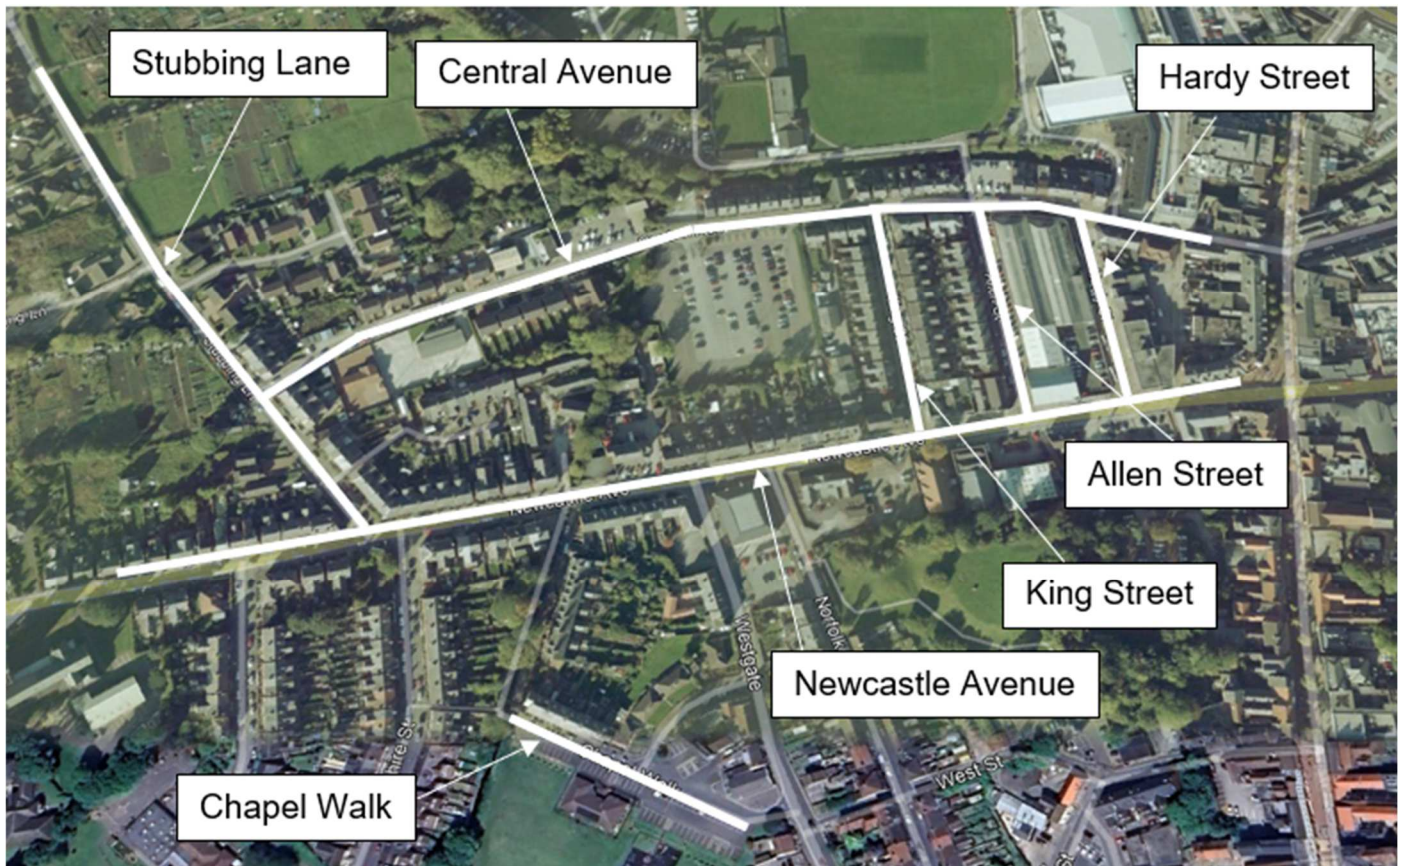 Stubbing Lane
Central Avenue
Hardy Street
Allen Street
King Street
Newcastle Avenue
Westgate
Norfolk
West St
Chapel Walk